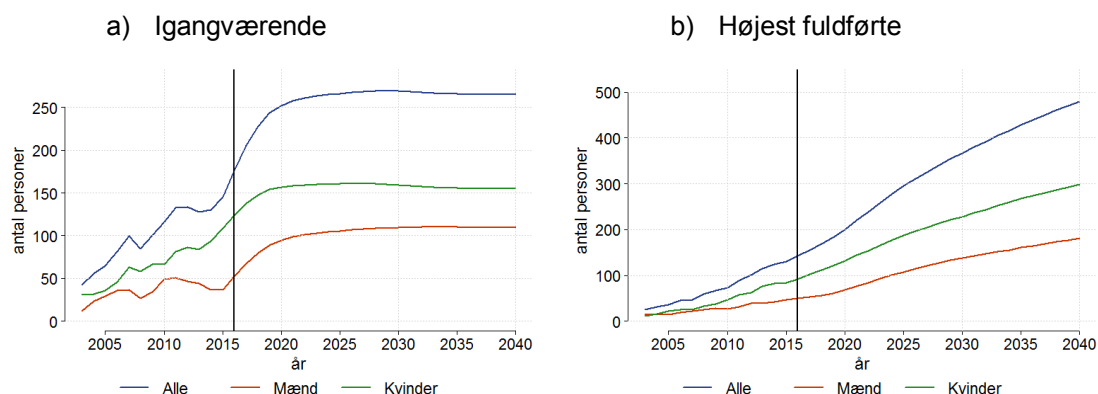 a) Igangværende
antal personer
250
200
150
100
50
0
2005 2010 2015 2020 2025 2030 2035 2040
år
Alle Mænd Kvinder
b) Højest fuldførte
antal personer
500
400
300
200
100
0
2005 2010 2015 2020 2025 2030 2035 2040
år
Alle Mænd Kvinder